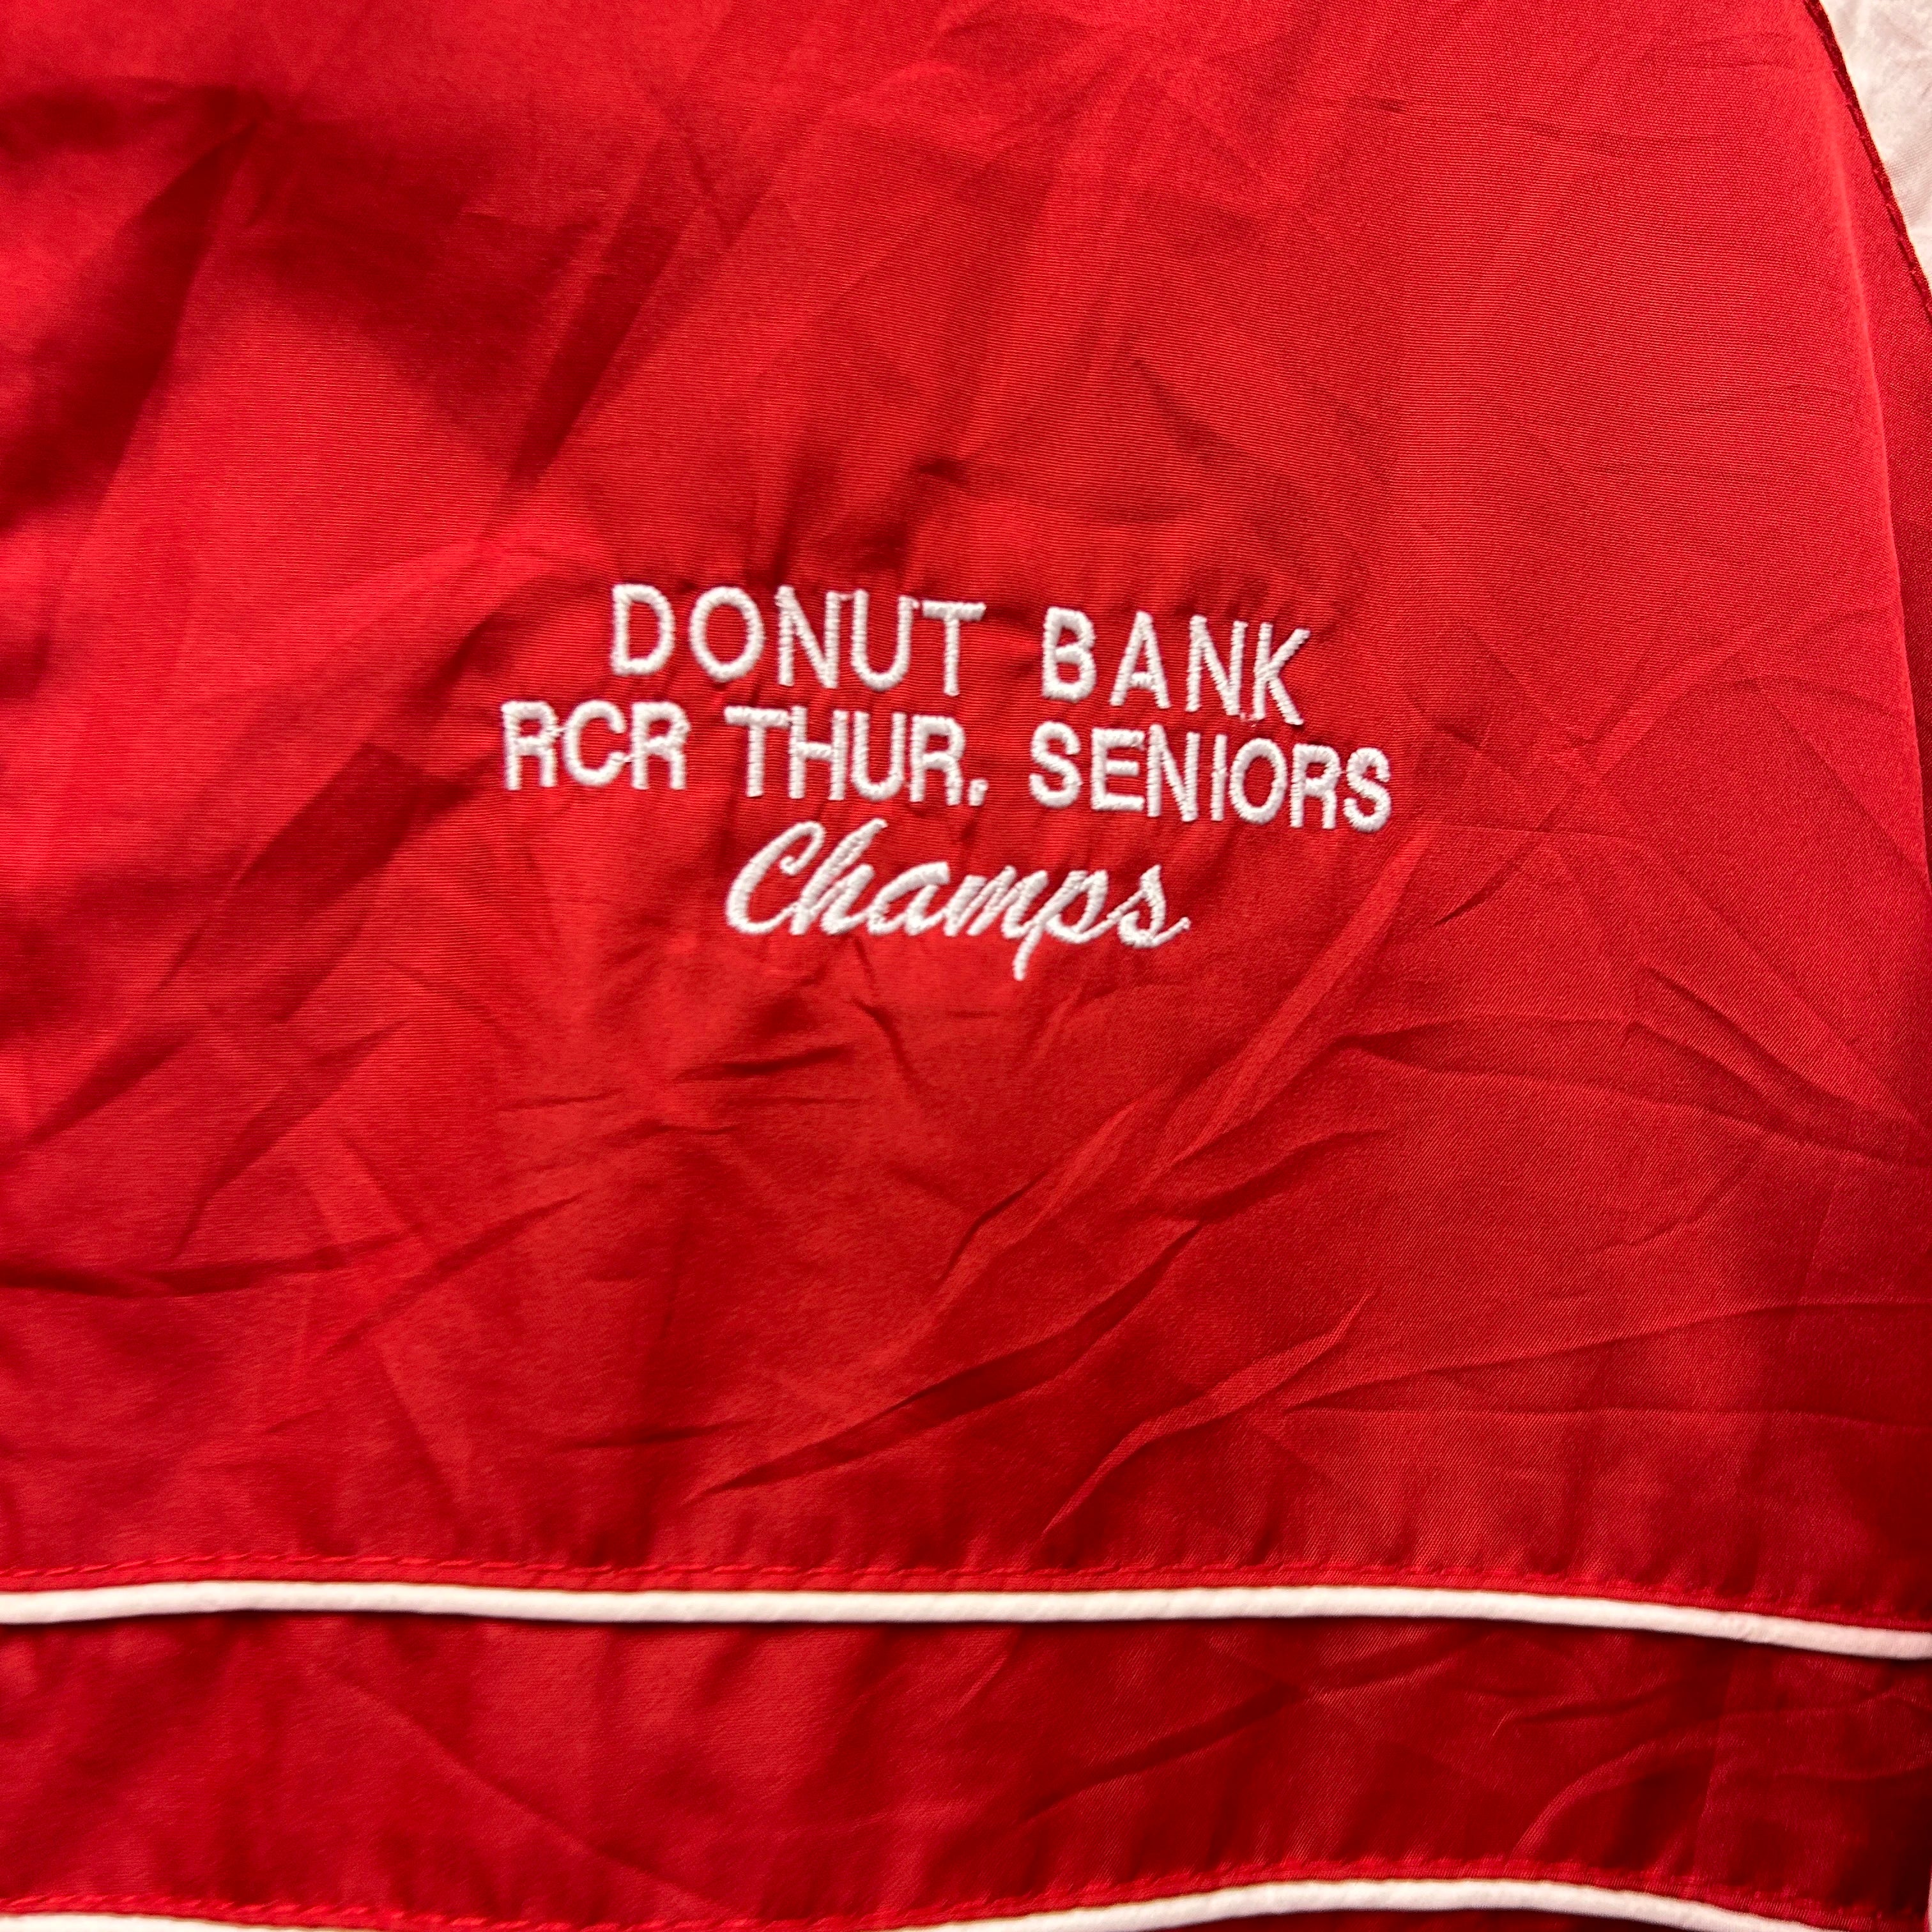 DONUT BANK
RCR THUR. SENIORS
Champs